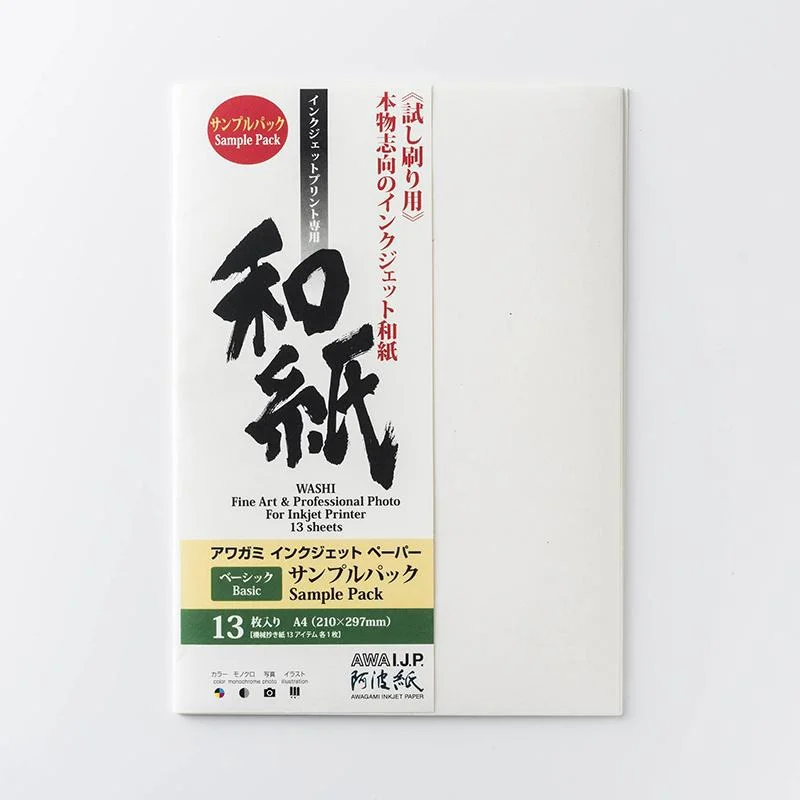 サンプルパック
Sample Pack
インクジェットプリント専用
《試し刷り用》
本物志向のインクジェット和紙
和紙
WASHI
Fine Art & Professional Photo
For Inkjet Printer
13 sheets
アワガミ インクジェット ペーパー
ベーシック
Basic
サンプルパック
Sample Pack
13 枚入り A4（210×297mm）
【機械抄き紙 13 アイテム 各1枚】
カラー モノクロ 写真 イラスト
color monochrome photo illustration
AWA I.J.P.
阿波紙
AWAGAMI INKJET PAPER